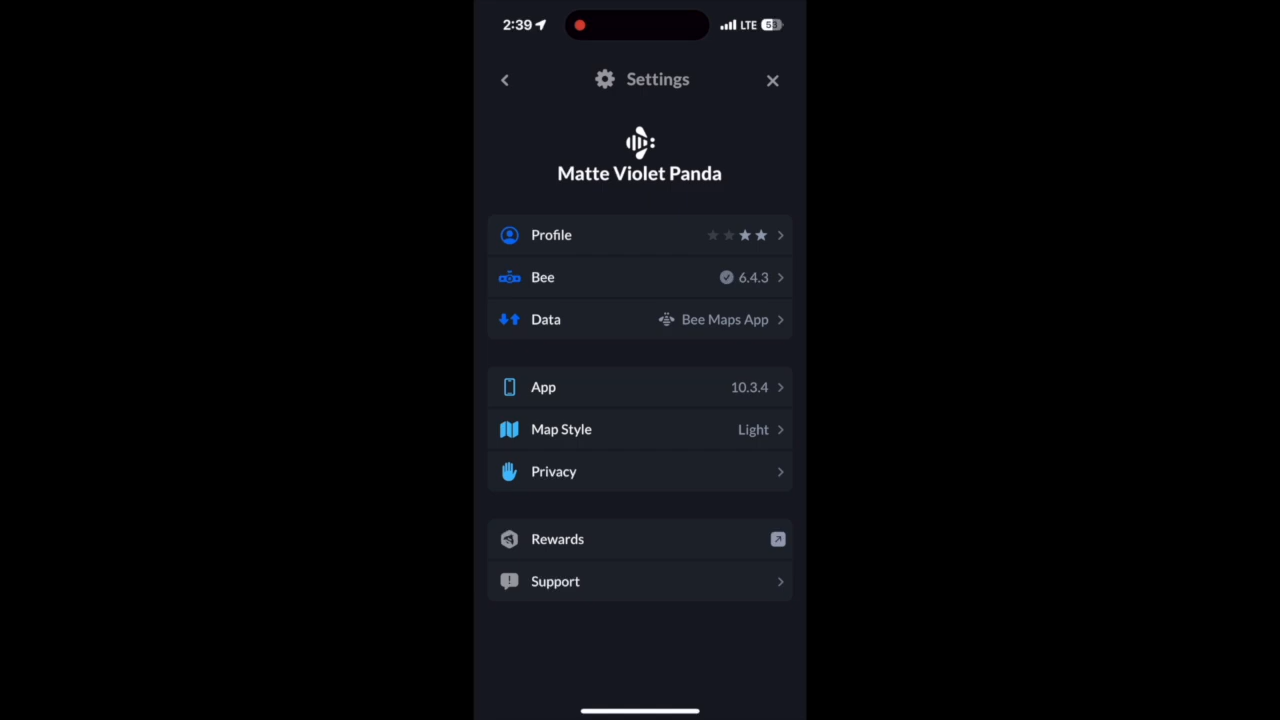 2:39 LTE 53
Settings
Matte Violet Panda
Profile
Bee 6.4.3
Data Bee Maps App
App 10.3.4
Map Style Light
Privacy
Rewards
Support